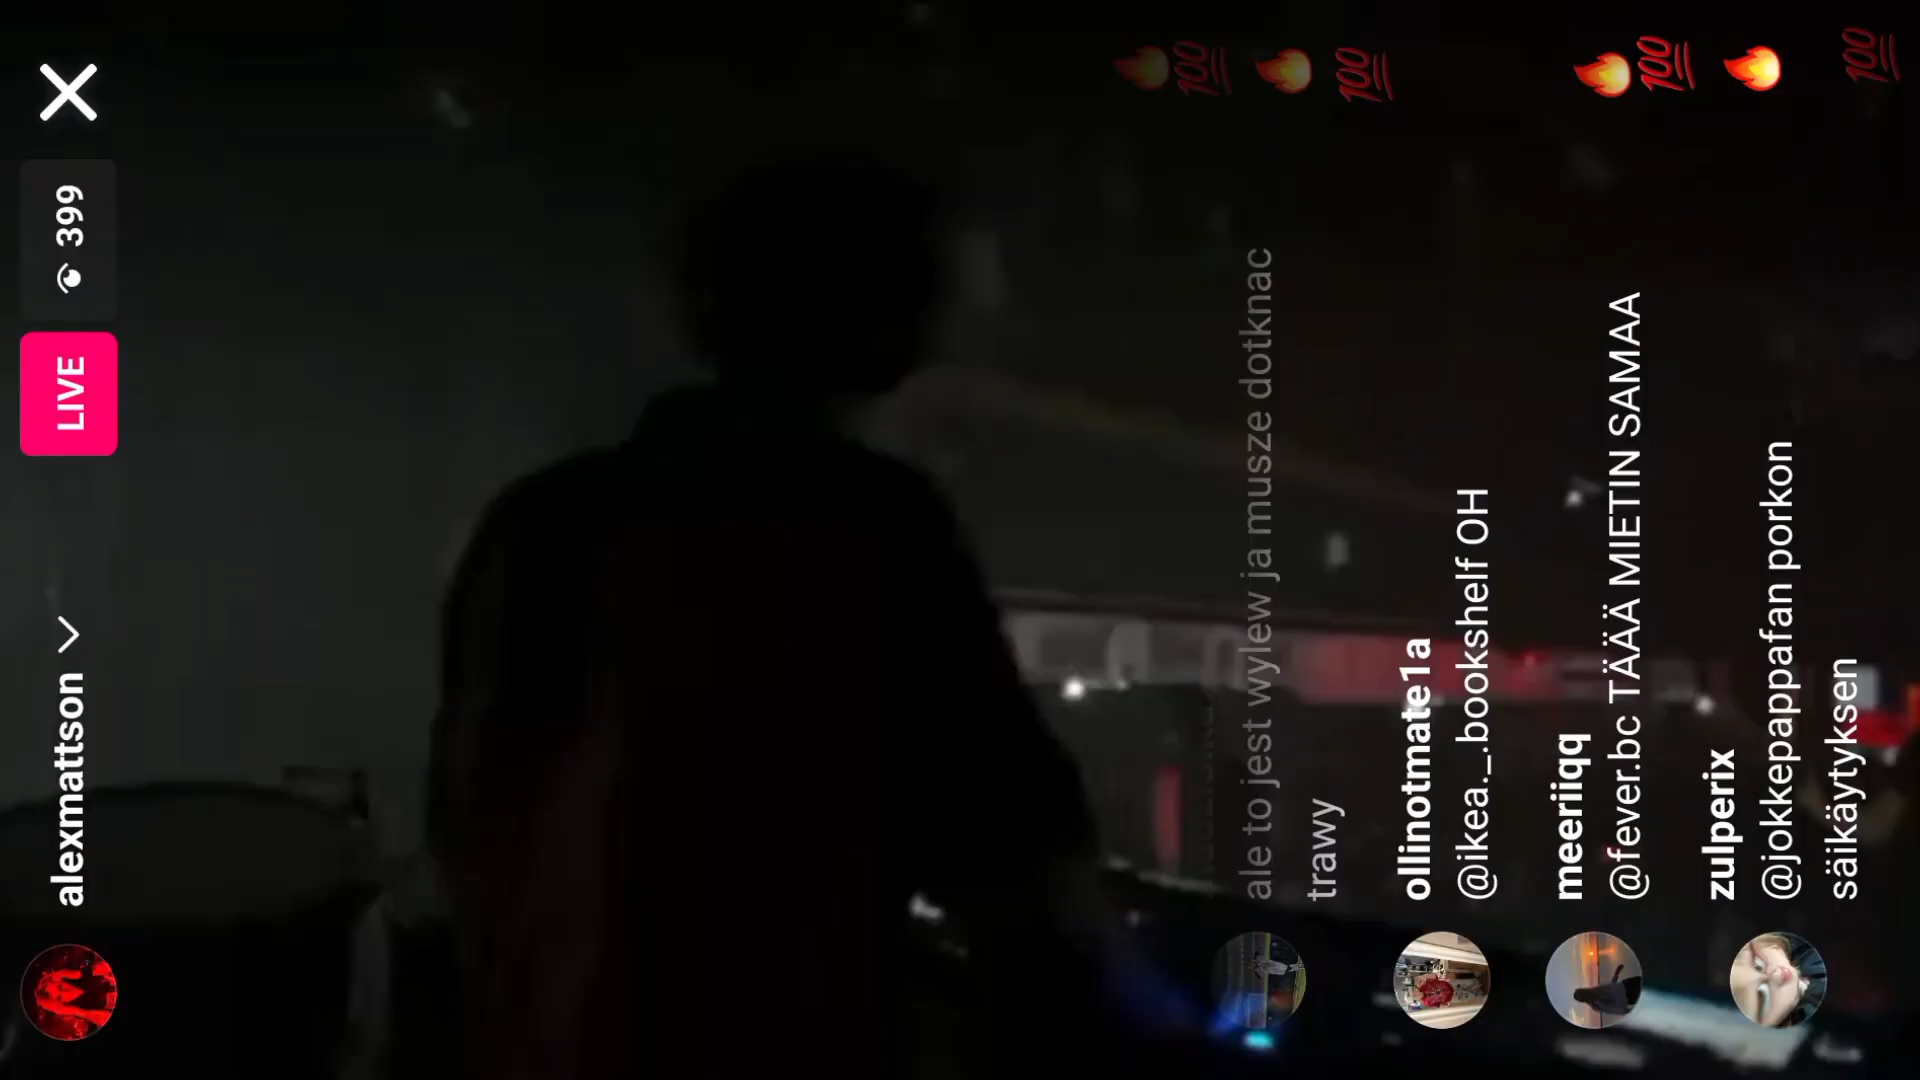 alexmattson
LIVE
399
ale to jest wylew ja musze dotknac
trawy
ollinotmate1a
@ikea._.bookshelf OH
meeriiqq
@fever.bc TÄÄÄ MIETIN SAMAA
zulperix
@jokkepappafan porkon
säikäytyksen